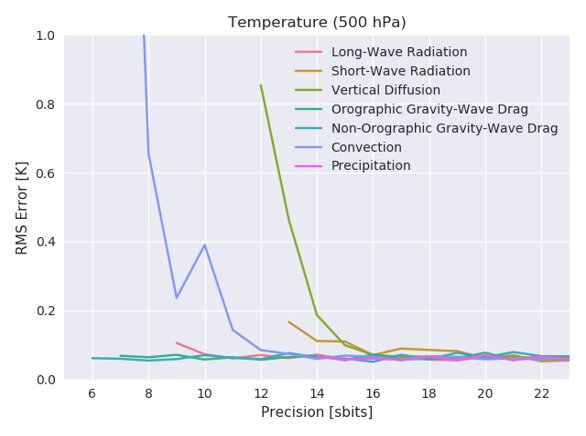 Temperature (500 hPa)
1.0
0.8
0.6
0.4
0.2
0.0
RMS Error [K]
Long-Wave Radiation
Short-Wave Radiation
Vertical Diffusion
Orographic Gravity-Wave Drag
Non-Orographic Gravity-Wave Drag
Convection
Precipitation
6 8 10 12 14 16 18 20 22
Precision [sbits]